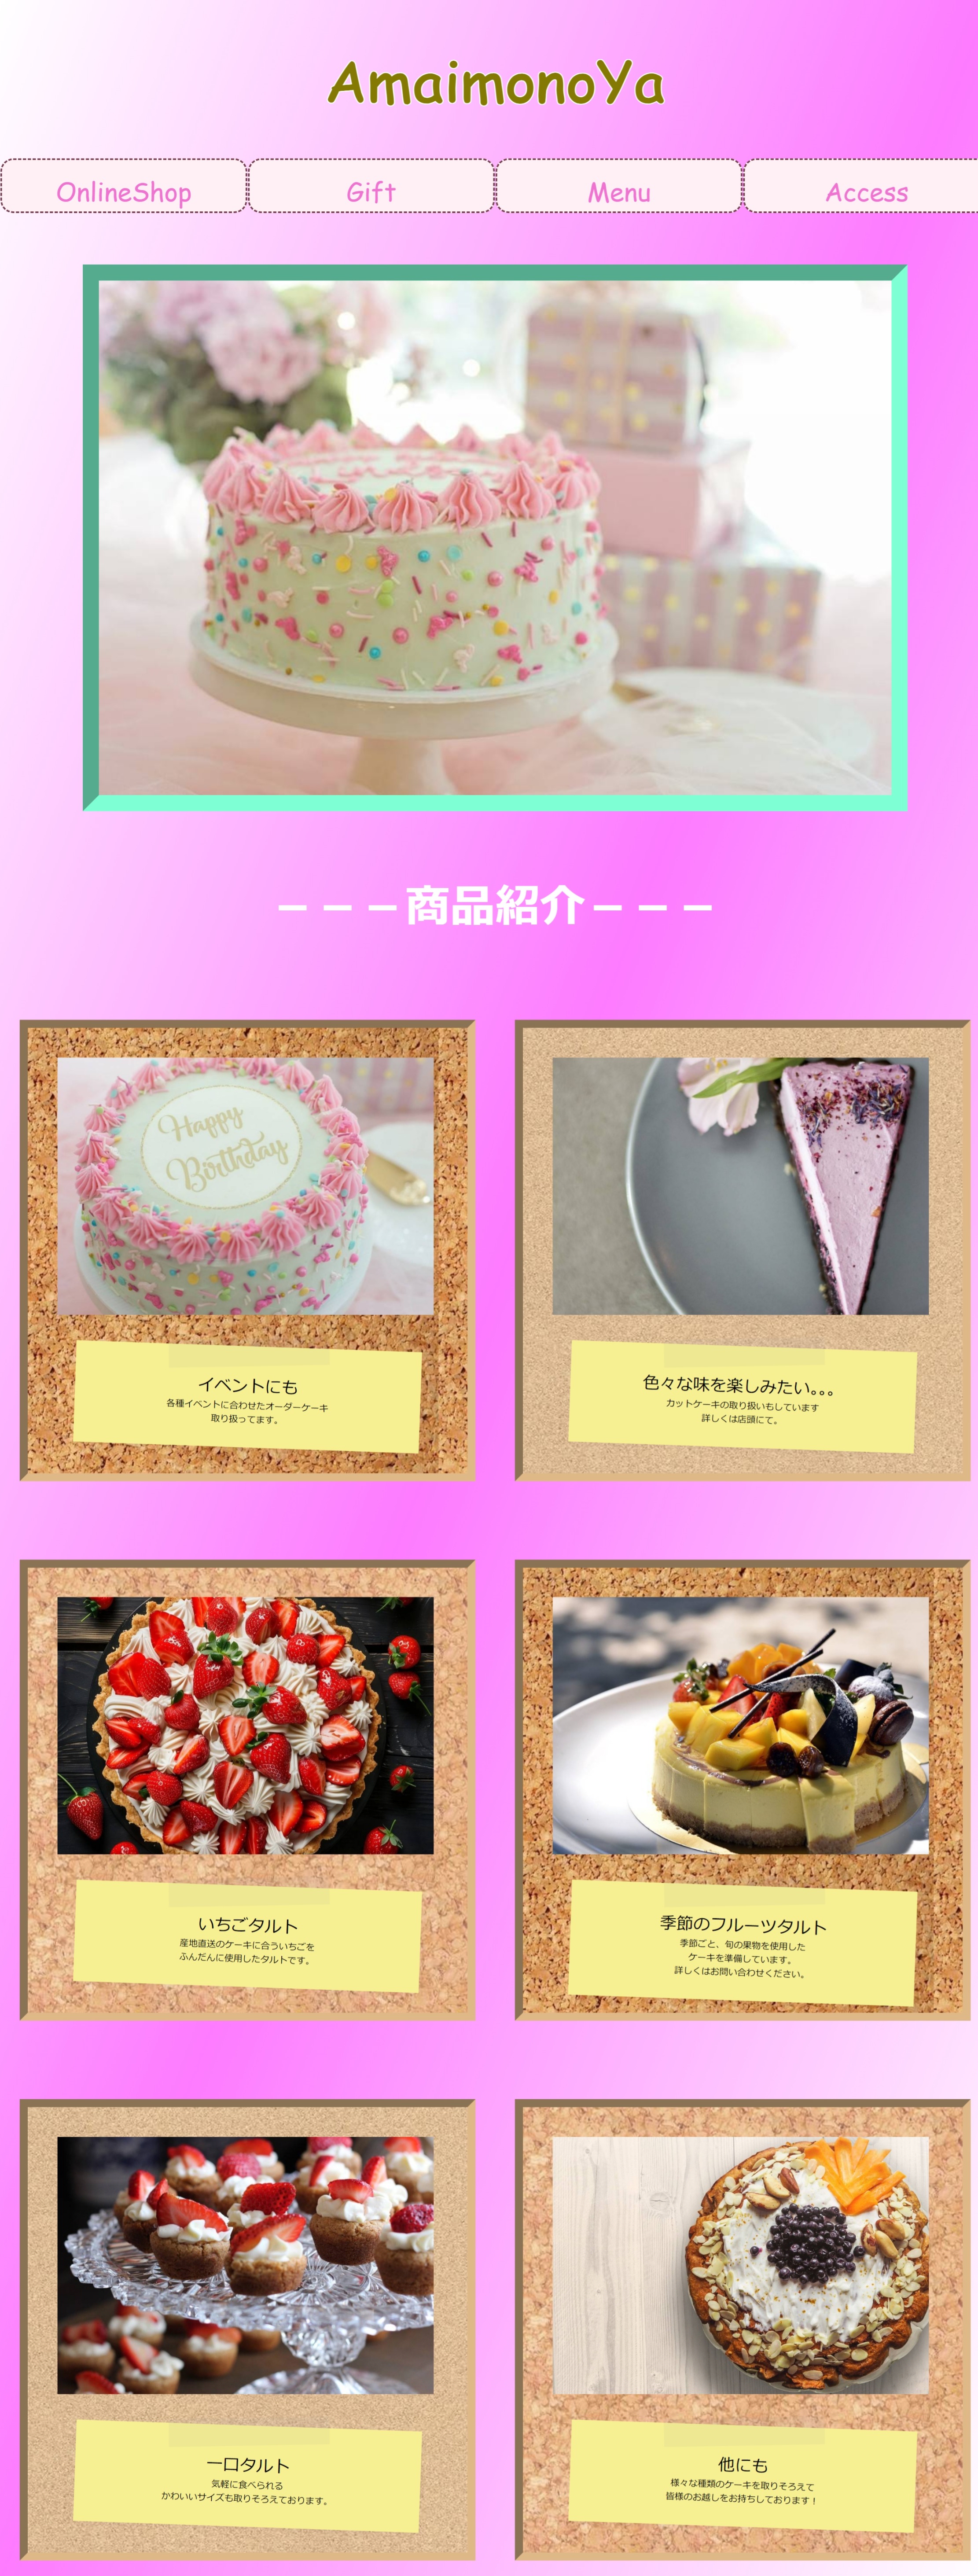 AmaimonoYa
OnlineShop
Gift
Menu
Access
－－－商品紹介－－－
Happy
Birthday
イベントにも
各種イベントに合わせたオーダーケーキ
取り扱ってます。
色々な味を楽しみたい。。。
カットケーキの取り扱いもしています
詳しくは店頭にて。
いちごタルト
産地直送のケーキに合ういちごを
ふんだんに使用したタルトです。
季節のフルーツタルト
季節ごと、旬の果物を使用した
ケーキを準備しています。
詳しくはお問い合わせください。
一口タルト
気軽に食べられる
かわいいサイズも取りそろえております。
他にも
様々な種類のケーキを取りそろえて
皆様のお越しをお持ちしております！